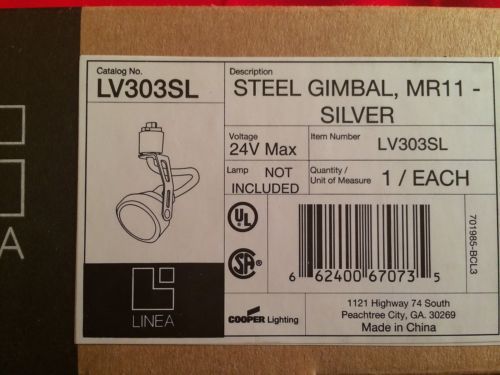 Catalog No.
LV303SL
Description
STEEL GIMBAL, MR11 -
SILVER
Voltage
24V Max
Item Number
LV303SL
Lamp NOT
INCLUDED
Quantity /
Unit of Measure
1 / EACH
UL
SA
6 62400 67073 5
701985-BCL3
LINEA
COOPER Lighting
1121 Highway 74 South
Peachtree City, GA. 30269
Made in China
A